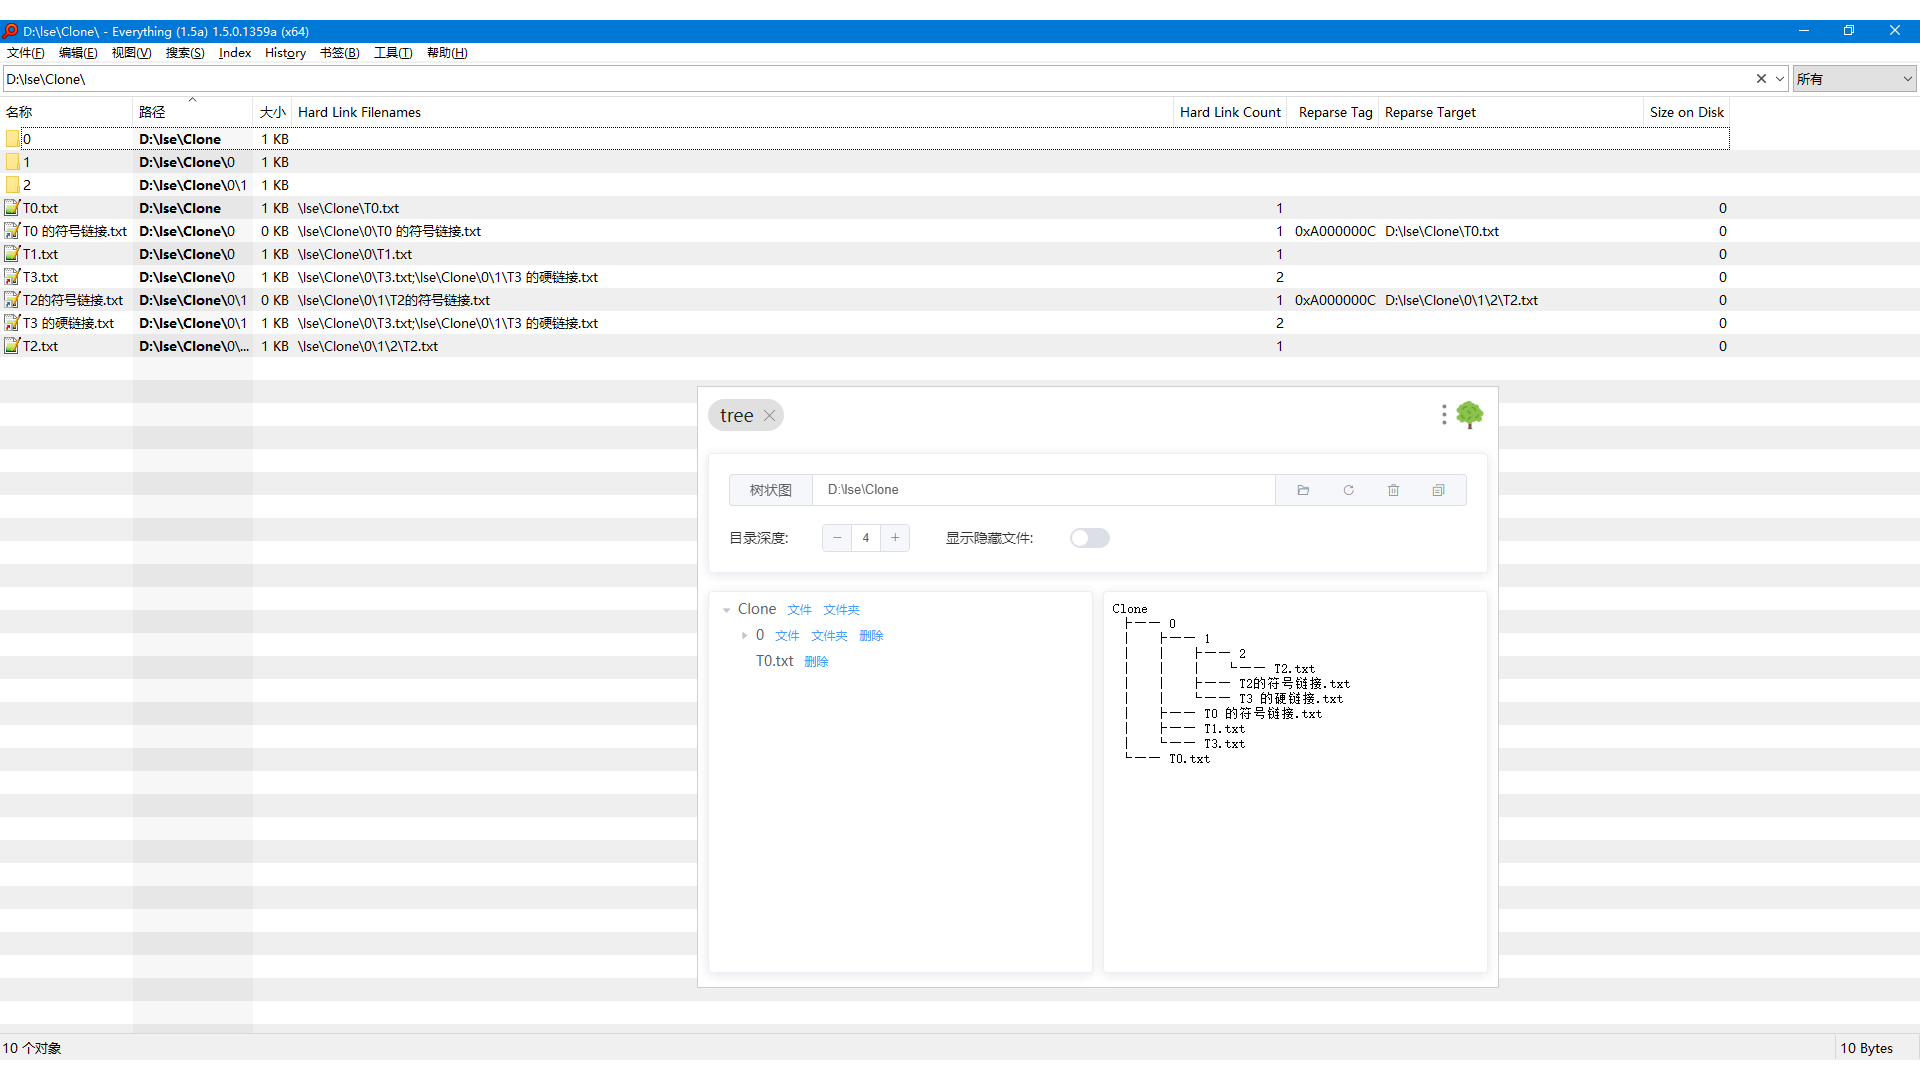 D:\lse\Clone\ - Everything (1.5a) 1.5.0.1359a (x64)
文件(F) 编辑(E) 视图(V) 搜索(S) Index History 书签(B) 工具(T) 帮助(H)
D:\lse\Clone\ 所有
名称 路径 大小 Hard Link Filenames Hard Link Count Reparse Tag Reparse Target Size on Disk
0 D:\lse\Clone 1 KB
1 D:\lse\Clone\0 1 KB
2 D:\lse\Clone\0\1 1 KB
T0.txt D:\lse\Clone 1 KB \lse\Clone\T0.txt 1 0
T0 的符号链接.txt D:\lse\Clone\0 0 KB \lse\Clone\0\T0 的符号链接.txt 1 0xA000000C D:\lse\Clone\T0.txt 0
T1.txt D:\lse\Clone\0 1 KB \lse\Clone\0\T1.txt 1 0
T3.txt D:\lse\Clone\0 1 KB \lse\Clone\0\T3.txt;\lse\Clone\0\1\T3 的硬链接.txt 2 0
T2的符号链接.txt D:\lse\Clone\0\1 0 KB \lse\Clone\0\1\T2的符号链接.txt 1 0xA000000C D:\lse\Clone\0\1\2\T2.txt 0
T3 的硬链接.txt D:\lse\Clone\0\1 1 KB \lse\Clone\0\T3.txt;\lse\Clone\0\1\T3 的硬链接.txt 2 0
T2.txt D:\lse\Clone\0\... 1 KB \lse\Clone\0\1\2\T2.txt 1 0
tree
树状图 D:\lse\Clone
目录深度: − 4 + 显示隐藏文件:
Clone 文件 文件夹
0 文件 文件夹 删除
T0.txt 删除
Clone
├── 0
│   ├── 1
│   │   ├── 2
│   │   │   └── T2.txt
│   │   ├── T2的符号链接.txt
│   │   └── T3 的硬链接.txt
│   ├── T0 的符号链接.txt
│   ├── T1.txt
│   └── T3.txt
└── T0.txt
10 个对象 10 Bytes